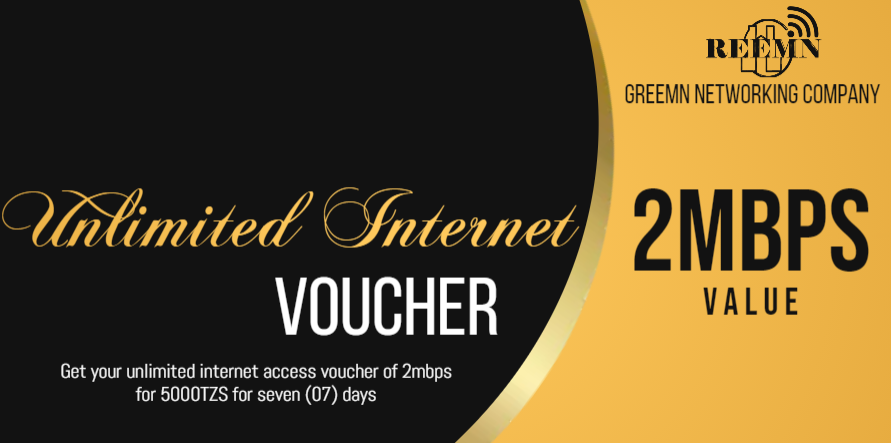 REEMN
GREEMN NETWORKING COMPANY
Unlimited Internet
VOUCHER
2MBPS
VALUE
Get your unlimited internet access voucher of 2mbps
for 5000TZS for seven (07) days